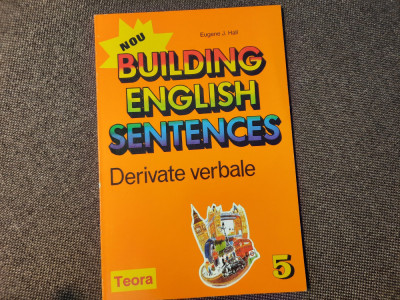 Eugene J. Hall
NOU
BUILDING
ENGLISH
SENTENCES
Derivate verbale
Teora
5